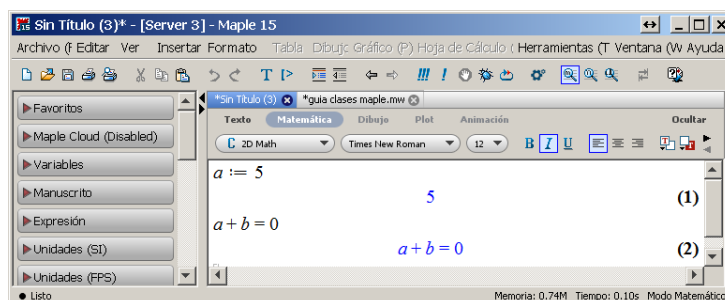 Sin Título (3)* - [Server 3] - Maple 15
Archivo (F Editar Ver Insertar Formato Tabla Dibujo Gráfico (P) Hoja de Cálculo ( Herramientas (T Ventana (W Ayuda
*Sin Título (3) *guia clases maple.mw
Favoritos
Maple Cloud (Disabled)
Variables
Manuscrito
Expresión
Unidades (SI)
Unidades (FPS)
Texto Matemática Dibujo Plot Animación Ocultar
C 2D Math Times New Roman 12 B I U
a := 5
5 (1)
a + b = 0
a + b = 0 (2)
Listo Memoria: 0.74M Tiempo: 0.10s Modo Matemático